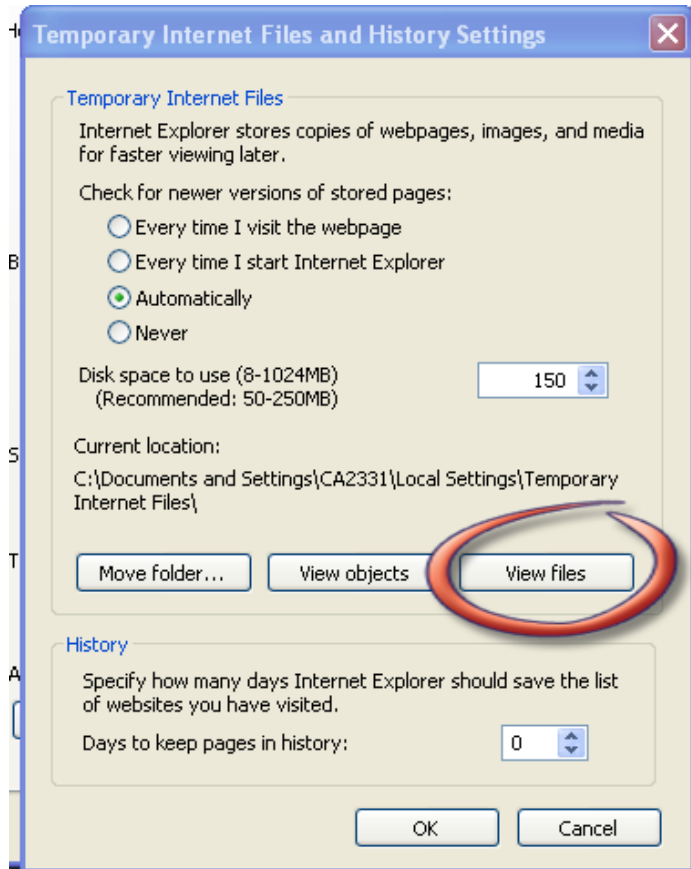 Temporary Internet Files and History Settings
Temporary Internet Files
Internet Explorer stores copies of webpages, images, and media
for faster viewing later.
Check for newer versions of stored pages:
Every time I visit the webpage
Every time I start Internet Explorer
Automatically
Never
Disk space to use (8-1024MB)
(Recommended: 50-250MB)
150
Current location:
C:\Documents and Settings\CA2331\Local Settings\Temporary
Internet Files\
Move folder... View objects View files
History
Specify how many days Internet Explorer should save the list
of websites you have visited.
Days to keep pages in history: 0
OK Cancel